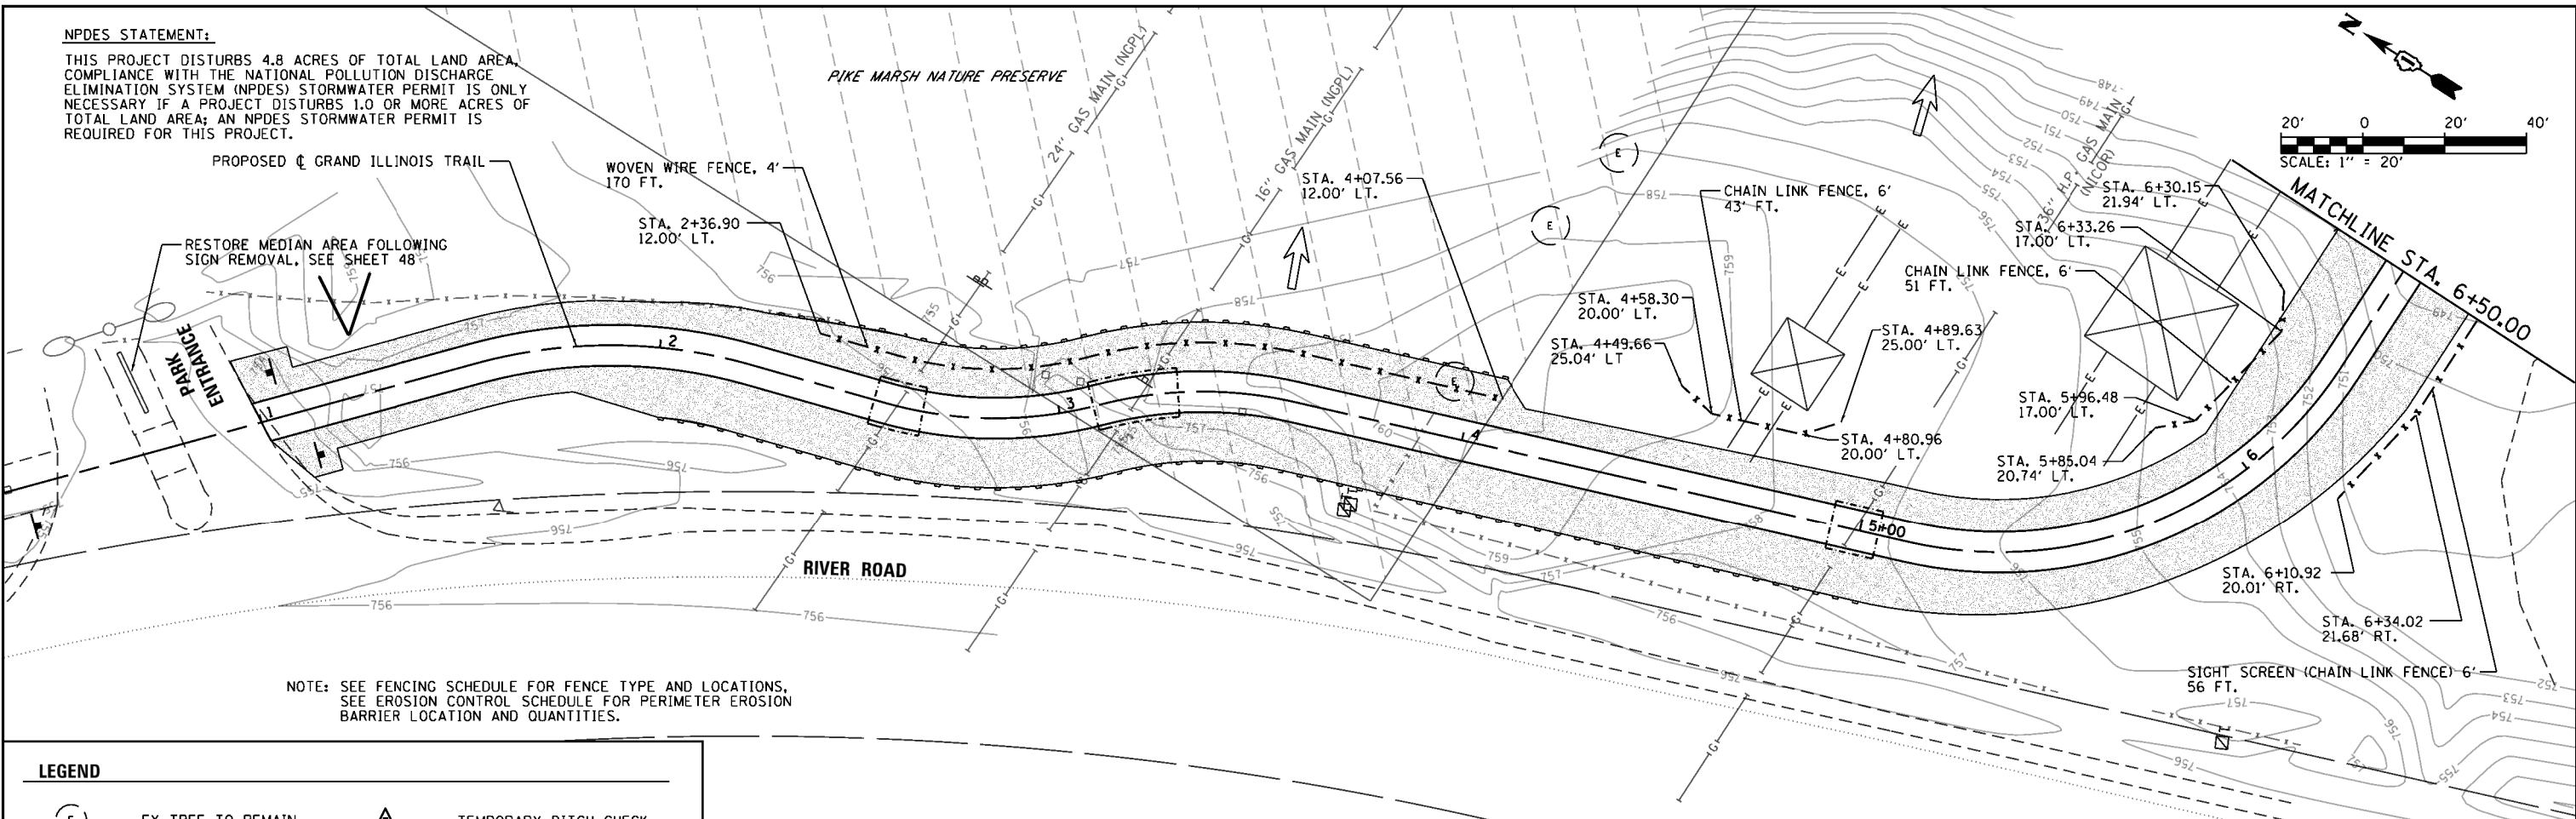 NPDES STATEMENT:
THIS PROJECT DISTURBS 4.8 ACRES OF TOTAL LAND AREA,
COMPLIANCE WITH THE NATIONAL POLLUTION DISCHARGE
ELIMINATION SYSTEM (NPDES) STORMWATER PERMIT IS ONLY
NECESSARY IF A PROJECT DISTURBS 1.0 OR MORE ACRES OF
TOTAL LAND AREA; AN NPDES STORMWATER PERMIT IS
REQUIRED FOR THIS PROJECT.
PROPOSED ℄ GRAND ILLINOIS TRAIL
RESTORE MEDIAN AREA FOLLOWING
SIGN REMOVAL, SEE SHEET 48
PARK
ENTRANCE
WOVEN WIRE FENCE, 4'
170 FT.
STA. 2+36.90
12.00' LT.
PIKE MARSH NATURE PRESERVE
24" GAS MAIN (NGPL)
16" GAS MAIN (NGPL)
STA. 4+07.56
12.00' LT.
CHAIN LINK FENCE, 6'
43' FT.
STA. 4+58.30
20.00' LT.
STA. 4+49.66
25.04' LT
STA. 4+89.63
25.00' LT.
STA. 4+80.96
20.00' LT.
36" H.P. GAS MAIN
(NICOR)
STA. 6+30.15
21.94' LT.
STA. 6+33.26
17.00' LT.
CHAIN LINK FENCE, 6'
51 FT.
STA. 5+96.48
17.00' LT.
STA. 5+85.04
20.74' LT.
N
20' 0 20' 40'
SCALE: 1" = 20'
MATCHLINE STA. 6+50.00
STA. 6+10.92
20.01' RT.
STA. 6+34.02
21.68' RT.
SIGHT SCREEN (CHAIN LINK FENCE) 6'
56 FT.
1
2
3
4
5+00
6
RIVER ROAD
NOTE: SEE FENCING SCHEDULE FOR FENCE TYPE AND LOCATIONS,
SEE EROSION CONTROL SCHEDULE FOR PERIMETER EROSION
BARRIER LOCATION AND QUANTITIES.
LEGEND
E EX TREE TO REMAIN
TEMPORARY DITCH CHECK